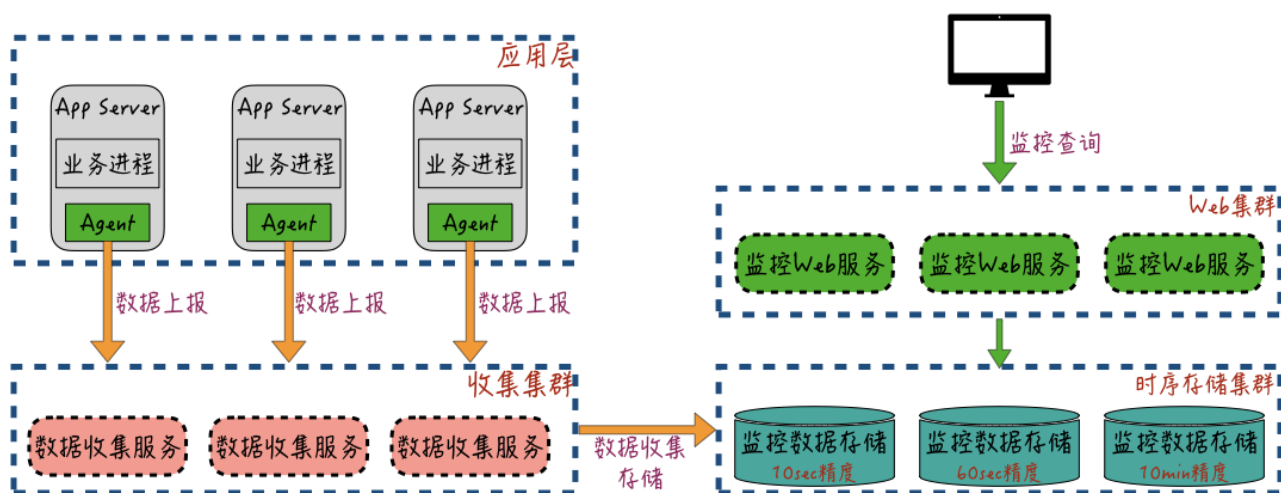 应用层
App Server
App Server
App Server
业务进程
业务进程
业务进程
Agent
Agent
Agent
数据上报
数据上报
数据上报
收集集群
数据收集服务
数据收集服务
数据收集服务
数据收集
存储
监控查询
Web集群
监控Web服务
监控Web服务
监控Web服务
时序存储集群
监控数据存储
10sec精度
监控数据存储
60sec精度
监控数据存储
10min精度